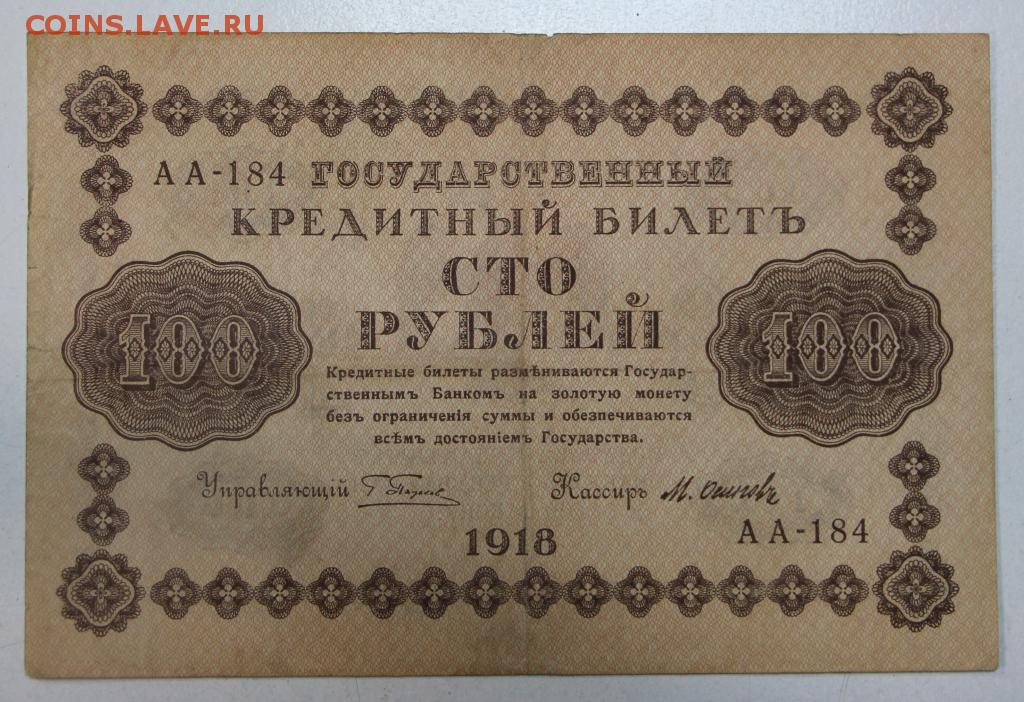 COINS.LAVE.RU
АА-184 ГОСУДАРСТВЕННЫЙ
КРЕДИТНЫЙ БИЛЕТЪ
100
СТО
РУБЛЕЙ
100
Кредитные билеты размѣниваются Государ-
ственнымъ Банкомъ на золотую монету
безъ ограниченія суммы и обезпечиваются
всѣмъ достояніемъ Государства.
Управляющій Кассиръ М. Осиповъ
1918
АА-184